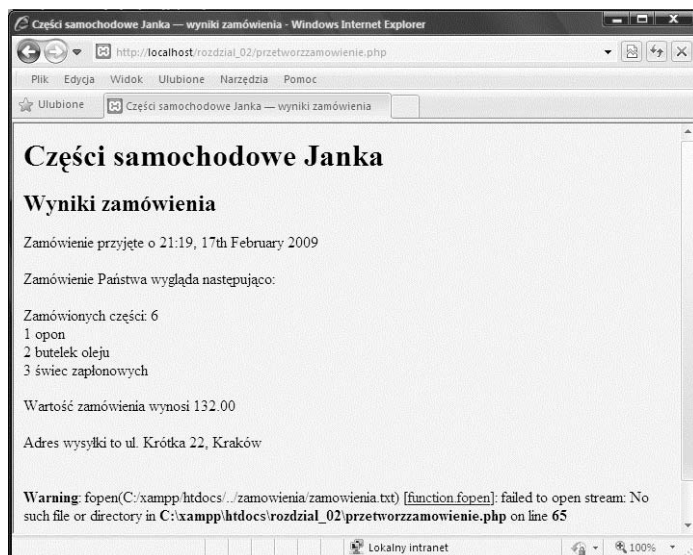 Części samochodowe Janka — wyniki zamówienia - Windows Internet Explorer
http://localhost/rozdzial_02/przetworzzamowienie.php
Plik Edycja Widok Ulubione Narzędzia Pomoc
Ulubione Części samochodowe Janka — wyniki zamówienia
Części samochodowe Janka
Wyniki zamówienia
Zamówienie przyjęte o 21:19, 17th February 2009
Zamówienie Państwa wygląda następująco:
Zamówionych części: 6
1 opon
2 butelek oleju
3 świec zapłonowych
Wartość zamówienia wynosi 132.00
Adres wysyłki to ul. Krótka 22, Kraków
Warning: fopen(C:/xampp/htdocs/../zamowienia/zamowienia.txt) [function.fopen]: failed to open stream: No
such file or directory in C:\xampp\htdocs\rozdzial_02\przetworzzamowienie.php on line 65
Lokalny intranet 100%